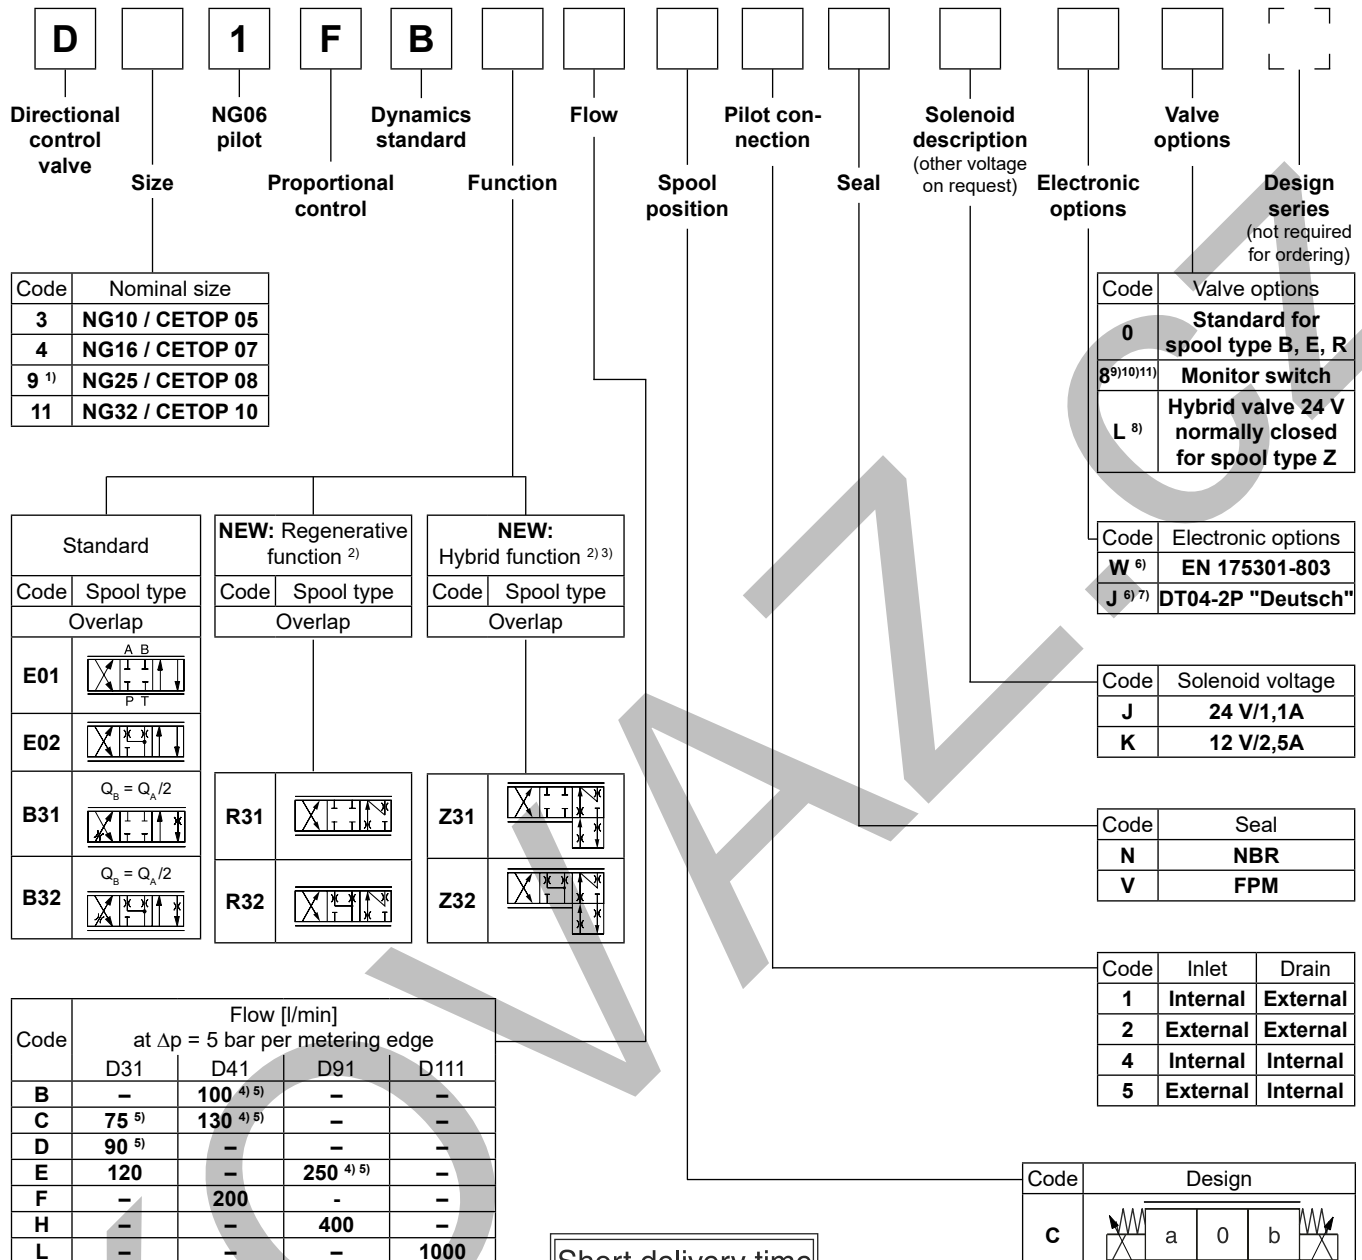 D 1 F B
Directional control valve
Size
NG06 pilot
Proportional control
Dynamics standard
Function
Flow
Spool position
Pilot con-nection
Seal
Solenoid description (other voltage on request)
Electronic options
Valve options
Design series (not required for ordering)
Code Nominal size
3 NG10 / CETOP 05
4 NG16 / CETOP 07
9 1) NG25 / CETOP 08
11 NG32 / CETOP 10
Code Valve options
0 Standard for spool type B, E, R
8 9)10)11) Monitor switch
L 8) Hybrid valve 24 V normally closed for spool type Z
Standard
Code Spool type
Overlap
E01 A B P T
E02
B31 QB = QA/2
B32 QB = QA/2
NEW: Regenerative function 2)
Code Spool type
Overlap
R31
R32
NEW: Hybrid function 2) 3)
Code Spool type
Overlap
Z31
Z32
Code Electronic options
W 6) EN 175301-803
J 6) 7) DT04-2P "Deutsch"
Code Solenoid voltage
J 24 V/1,1A
K 12 V/2,5A
Code Seal
N NBR
V FPM
Code Inlet Drain
1 Internal External
2 External External
4 Internal Internal
5 External Internal
Code Flow [l/min] at Δp = 5 bar per metering edge
D31 D41 D91 D111
B – 100 4) 5) – –
C 75 5) 130 4) 5) – –
D 90 5) – – –
E 120 – 250 4) 5) –
F – 200 - –
H – – 400 –
L – – – 1000
Code Design
C a 0 b
Short delivery time
OVAZ.CZ